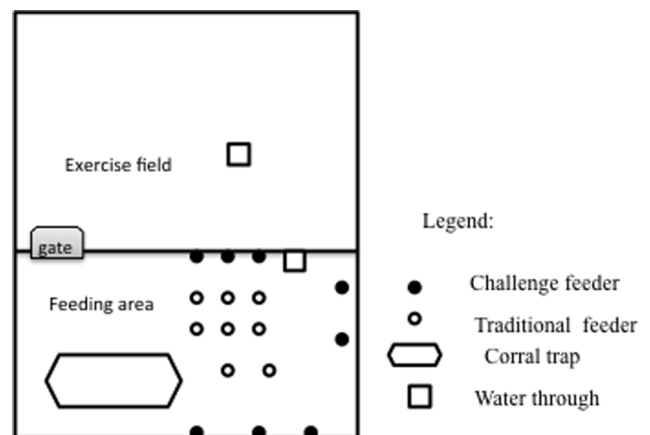 Exercise field
gate
Feeding area
Legend:
Challenge feeder
Traditional feeder
Corral trap
Water through